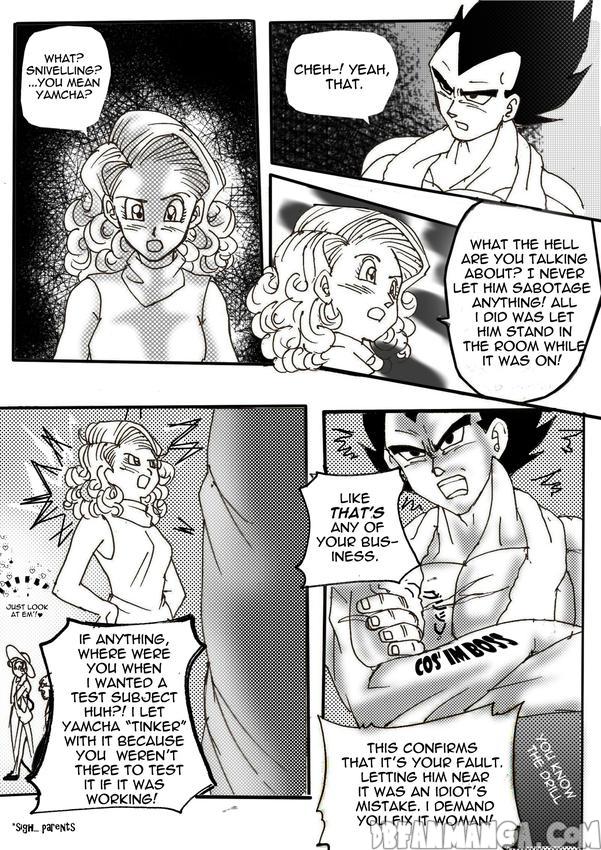 WHAT?
SNIVELLING?
...YOU MEAN
YAMCHA?
CHEH-! YEAH,
THAT.
WHAT THE HELL
ARE YOU TALKING
ABOUT? I NEVER
LET HIM SABOTAGE
ANYTHING! ALL
I DID WAS LET
HIM STAND IN
THE ROOM WHILE
IT WAS ON!
JUST LOOK
AT EM'!♥
IF ANYTHING,
WHERE WERE
YOU WHEN
I WANTED A
TEST SUBJECT
HUH?! I LET
YAMCHA "TINKER"
WITH IT BECAUSE
YOU WEREN'T
THERE TO TEST
IT IF IT WAS
WORKING!
*SIGH... PARENTS
LIKE
THAT'S
ANY OF
YOUR BUS-
INESS.
COS' IM BOSS
THIS CONFIRMS
THAT IT'S YOUR FAULT.
LETTING HIM NEAR
IT WAS AN IDIOT'S
MISTAKE. I DEMAND
YOU FIX IT WOMAN!
YOU KNOW
THE DRILL
DBFANMANGA.COM